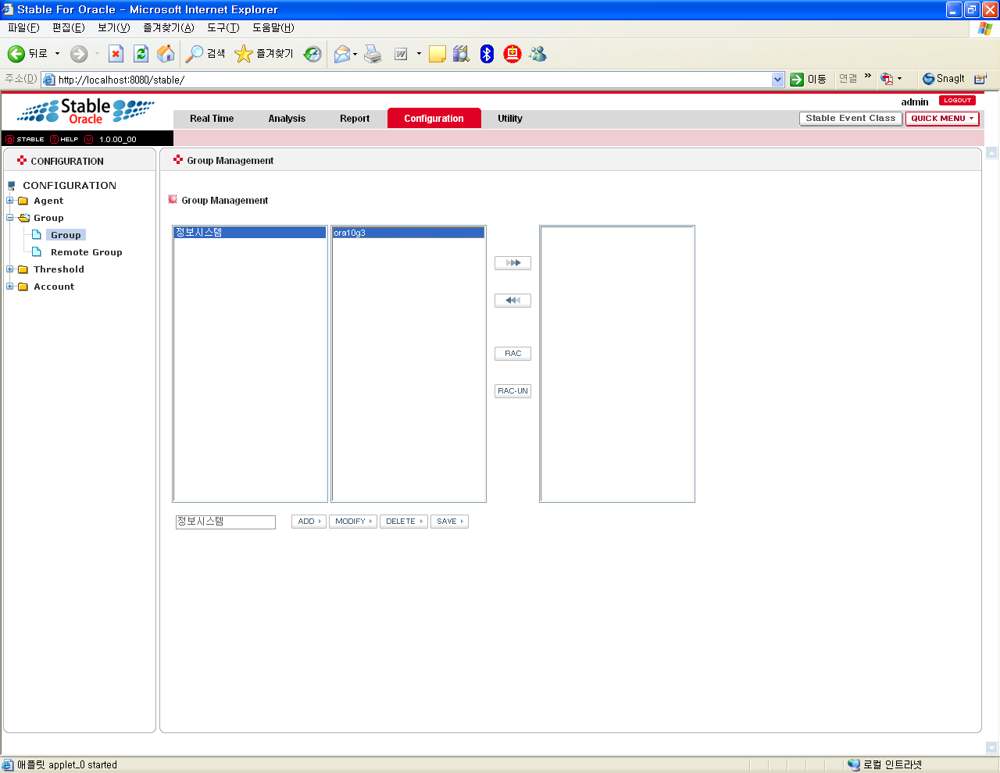 Stable For Oracle - Microsoft Internet Explorer
파일(F) 편집(E) 보기(V) 즐겨찾기(A) 도구(T) 도움말(H)
뒤로 검색 즐겨찾기
주소(D) http://localhost:8080/stable/ 이동 연결 » SnagIt
Stable Oracle
admin LOGOUT
Real Time Analysis Report Configuration Utility
Stable Event Class QUICK MENU
STABLE HELP 1.0.00_00
CONFIGURATION
Group Management
CONFIGURATION
Agent
Group
Group
Remote Group
Threshold
Account
Group Management
정보시스템 ora10g3
RAC
RAC-UN
정보시스템 ADD MODIFY DELETE SAVE
애플릿 applet_0 started 로컬 인트라넷